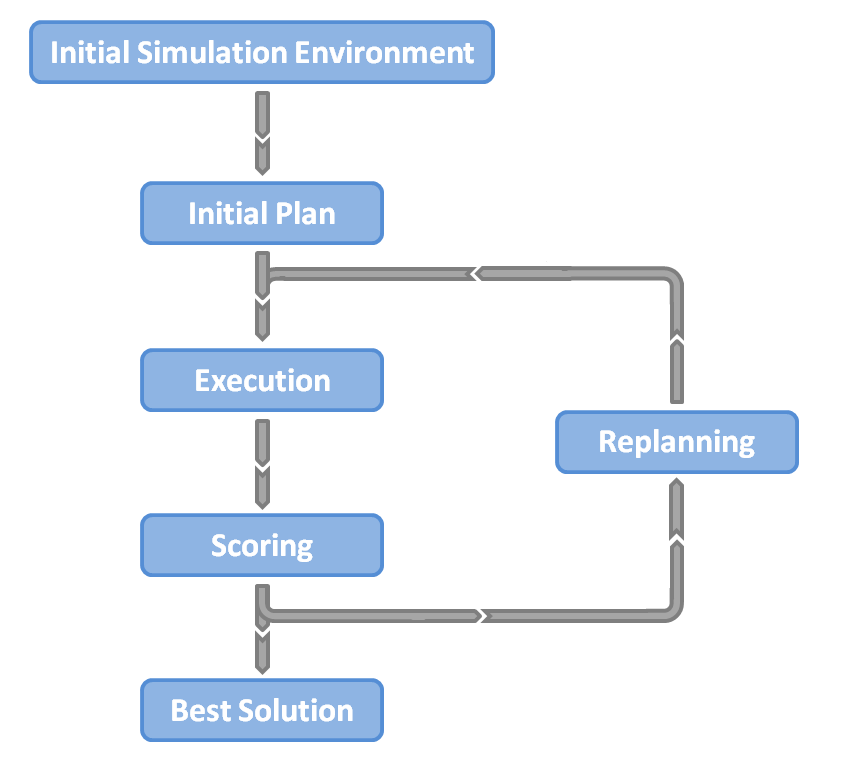 Initial Simulation Environment
Initial Plan
Execution
Replanning
Scoring
Best Solution